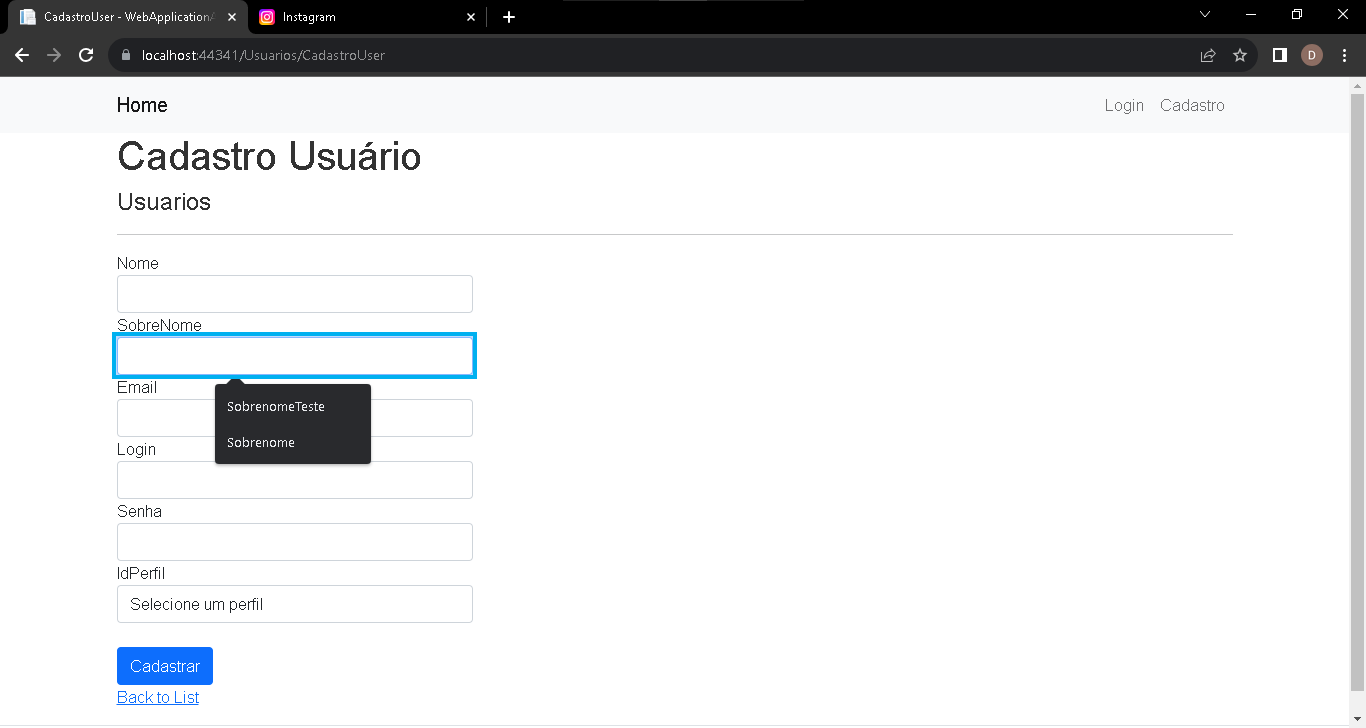 CadastroUser - WebApplication
Instagram
localhost:44341/Usuarios/CadastroUser
D
Home
Login
Cadastro
Cadastro Usuário
Usuarios
Nome
SobreNome
Email
SobrenomeTeste
Sobrenome
Login
Senha
IdPerfil
Selecione um perfil
Cadastrar
Back to List